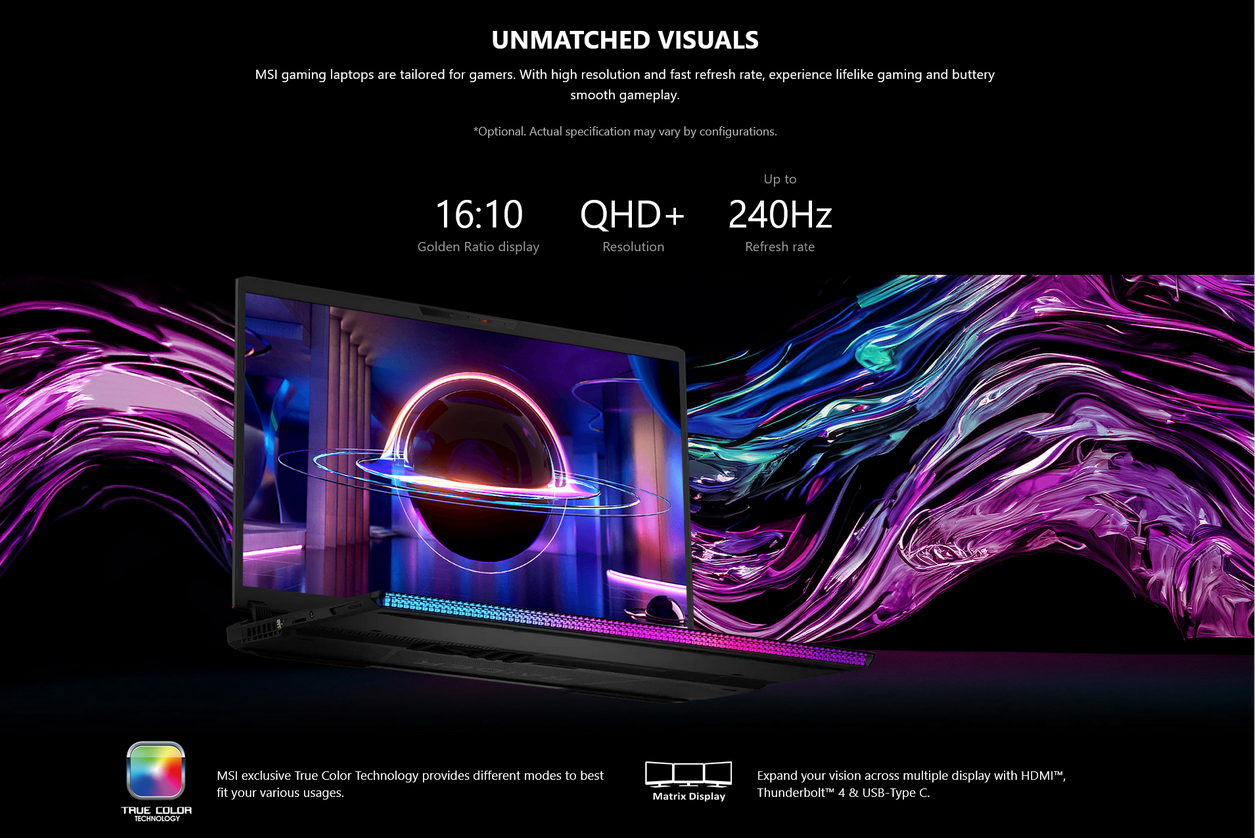 UNMATCHED VISUALS
MSI gaming laptops are tailored for gamers. With high resolution and fast refresh rate, experience lifelike gaming and buttery
smooth gameplay.
*Optional. Actual specification may vary by configurations.
Up to
16:10 QHD+ 240Hz
Golden Ratio display Resolution Refresh rate
MSI exclusive True Color Technology provides different modes to best
fit your various usages.
TRUE COLOR
TECHNOLOGY
Matrix Display
Expand your vision across multiple display with HDMI™,
Thunderbolt™ 4 & USB-Type C.